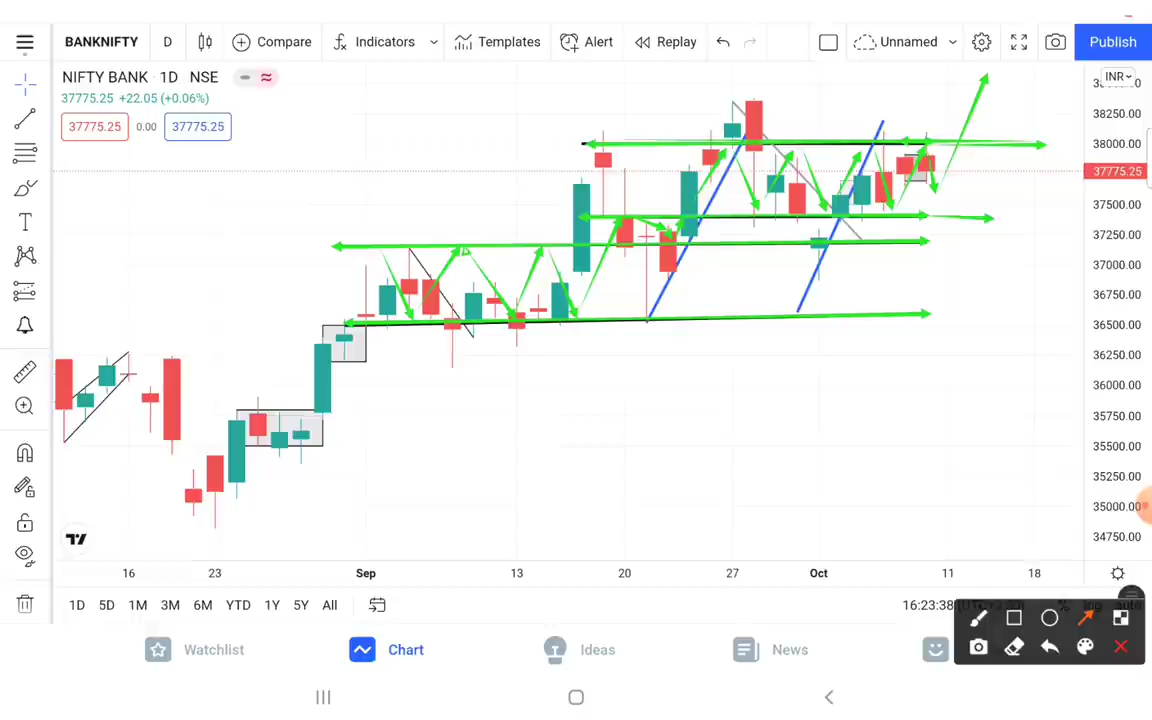 BANKNIFTY D Compare Indicators Templates Alert Replay Unnamed Publish
NIFTY BANK · 1D NSE
37775.25 +22.05 (+0.06%)
37775.25 0.00 37775.25
INR
38250.00
38000.00
37775.25
37500.00
37250.00
37000.00
36750.00
36500.00
36250.00
36000.00
35750.00
35500.00
35250.00
35000.00
34750.00
16 23 Sep 13 20 27 Oct 11 18
1D 5D 1M 3M 6M YTD 1Y 5Y All 16:23:38
Watchlist Chart Ideas News